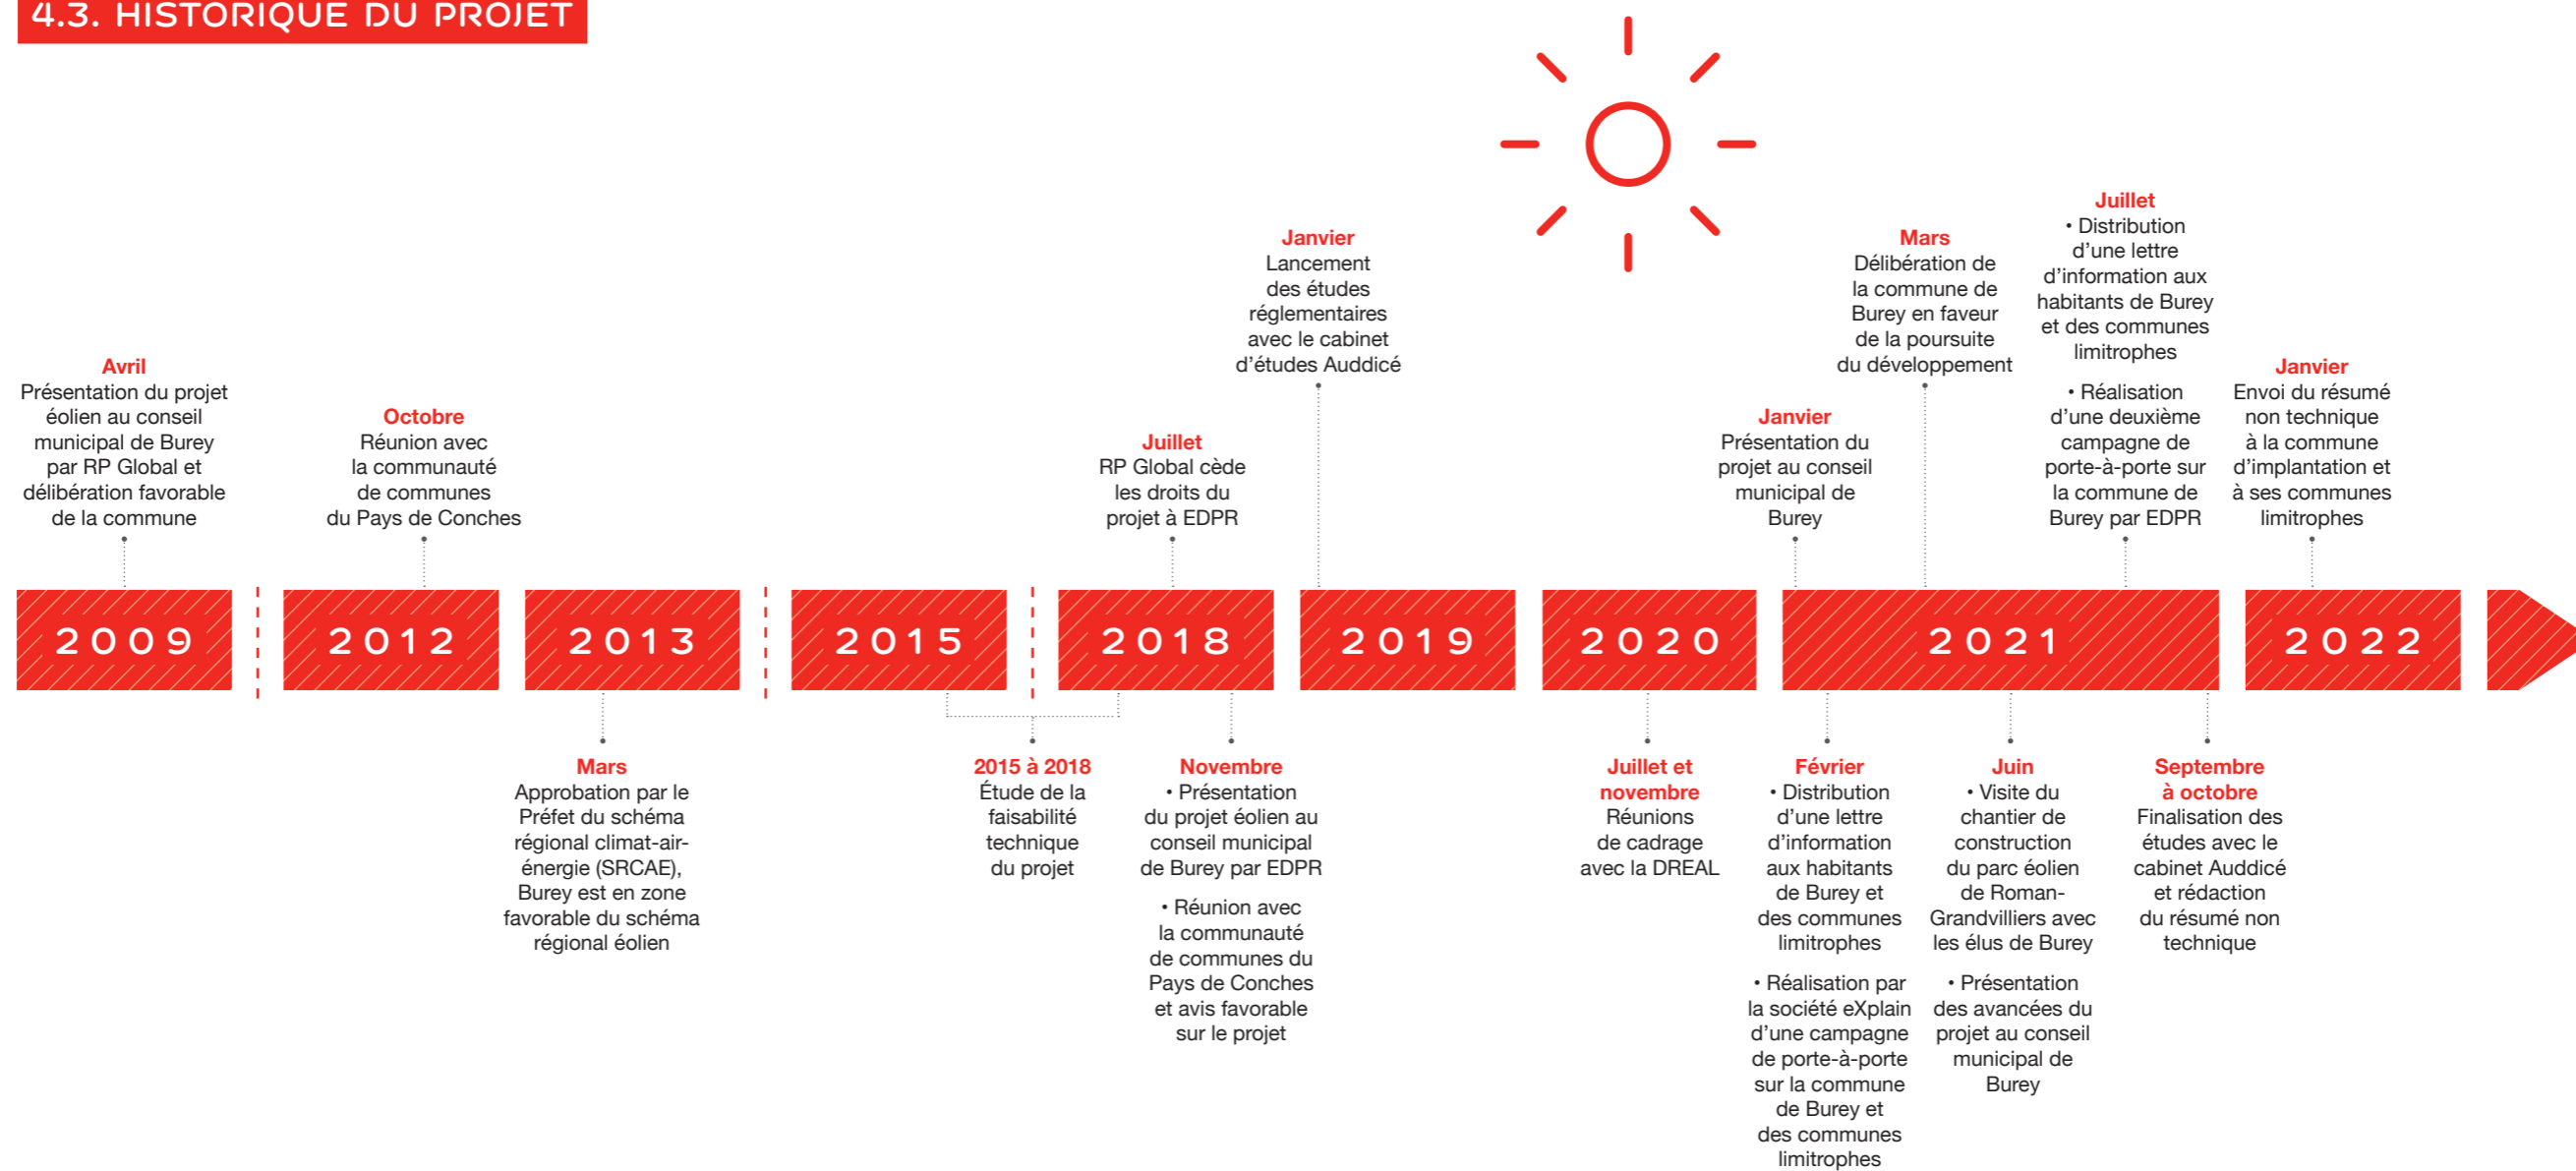 4.3. HISTORIQUE DU PROJET
Avril
Présentation du projet
éolien au conseil
municipal de Burey
par RP Global et
délibération favorable
de la commune
Octobre
Réunion avec
la communauté
de communes
du Pays de Conches
Juillet
RP Global cède
les droits du
projet à EDPR
Janvier
Lancement
des études
réglementaires
avec le cabinet
d'études Auddicé
Janvier
Présentation du
projet au conseil
municipal de
Burey
Mars
Délibération de
la commune de
Burey en faveur
de la poursuite
du développement
Juillet
• Distribution
d'une lettre
d'information aux
habitants de Burey
et des communes
limitrophes
• Réalisation
d'une deuxième
campagne de
porte-à-porte sur
la commune de
Burey par EDPR
Janvier
Envoi du résumé
non technique
à la commune
d'implantation et
à ses communes
limitrophes
2009
2012
2013
2015
2018
2019
2020
2021
2022
Mars
Approbation par le
Préfet du schéma
régional climat-air-
énergie (SRCAE),
Burey est en zone
favorable du schéma
régional éolien
2015 à 2018
Étude de la
faisabilité
technique
du projet
Novembre
• Présentation
du projet éolien au
conseil municipal
de Burey par EDPR
• Réunion avec
la communauté
de communes du
Pays de Conches
et avis favorable
sur le projet
Juillet et
novembre
Réunions
de cadrage
avec la DREAL
Février
• Distribution
d'une lettre
d'information
aux habitants
de Burey et
des communes
limitrophes
• Réalisation par
la société eXplain
d'une campagne
de porte-à-porte
sur la commune
de Burey et
des communes
limitrophes
Juin
• Visite du
chantier de
construction
du parc éolien
de Roman-
Grandvilliers avec
les élus de Burey
• Présentation
des avancées du
projet au conseil
municipal de
Burey
Septembre
à octobre
Finalisation des
études avec le
cabinet Auddicé
et rédaction
du résumé non
technique